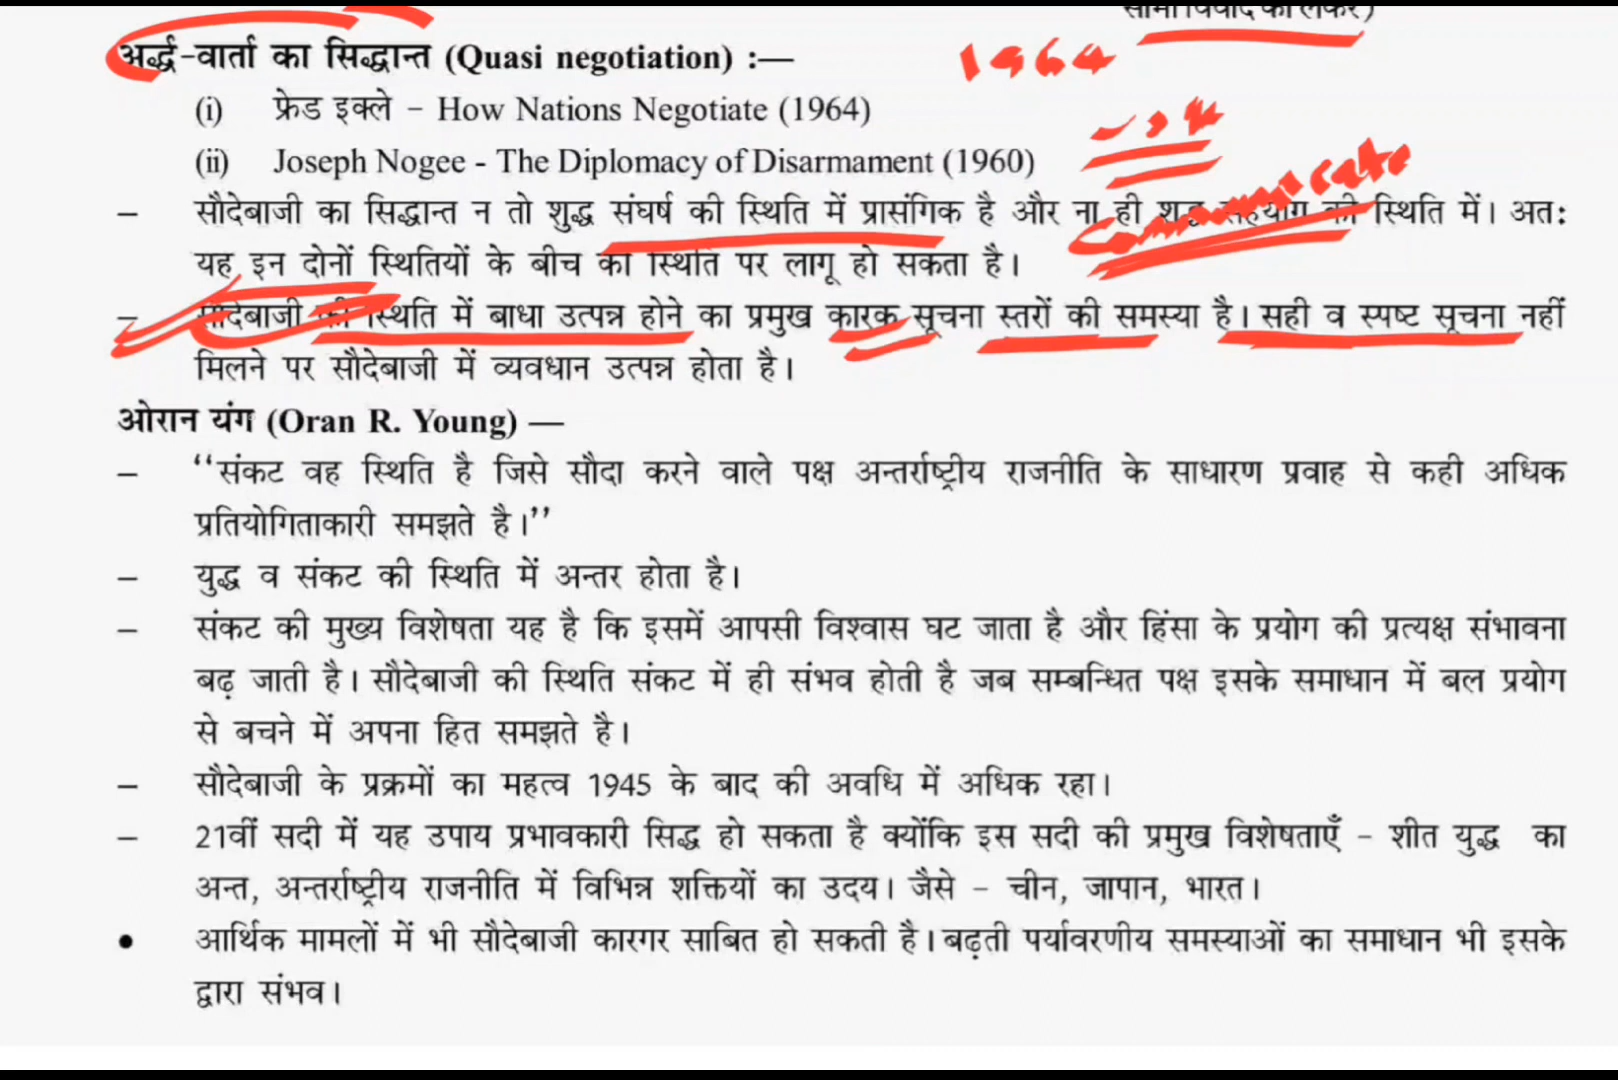 सीमा विवाद को लेकर)
अर्द्ध-वार्ता का सिद्धान्त (Quasi negotiation) :—
1964
(i) फ्रेड इक्ले - How Nations Negotiate (1964)
(ii) Joseph Nogee - The Diplomacy of Disarmament (1960)
Communicate
– सौदेबाजी का सिद्धान्त न तो शुद्ध संघर्ष की स्थिति में प्रासंगिक है और ना ही शुद्ध सहयोग की स्थिति में। अतः
यह इन दोनों स्थितियों के बीच की स्थिति पर लागू हो सकता है।
– सौदेबाजी की स्थिति में बाधा उत्पन्न होने का प्रमुख कारक सूचना स्तरों की समस्या है। सही व स्पष्ट सूचना नहीं
मिलने पर सौदेबाजी में व्यवधान उत्पन्न होता है।
ओरान यंग (Oran R. Young) —
– ‘‘संकट वह स्थिति है जिसे सौदा करने वाले पक्ष अन्तर्राष्ट्रीय राजनीति के साधारण प्रवाह से कही अधिक
प्रतियोगिताकारी समझते है।’’
– युद्ध व संकट की स्थिति में अन्तर होता है।
– संकट की मुख्य विशेषता यह है कि इसमें आपसी विश्वास घट जाता है और हिंसा के प्रयोग की प्रत्यक्ष संभावना
बढ़ जाती है। सौदेबाजी की स्थिति संकट में ही संभव होती है जब सम्बन्धित पक्ष इसके समाधान में बल प्रयोग
से बचने में अपना हित समझते है।
– सौदेबाजी के प्रक्रमों का महत्व 1945 के बाद की अवधि में अधिक रहा।
– 21वीं सदी में यह उपाय प्रभावकारी सिद्ध हो सकता है क्योंकि इस सदी की प्रमुख विशेषताएँ - शीत युद्ध का
अन्त, अन्तर्राष्ट्रीय राजनीति में विभिन्न शक्तियों का उदय। जैसे - चीन, जापान, भारत।
• आर्थिक मामलों में भी सौदेबाजी कारगर साबित हो सकती है। बढ़ती पर्यावरणीय समस्याओं का समाधान भी इसके
द्वारा संभव।